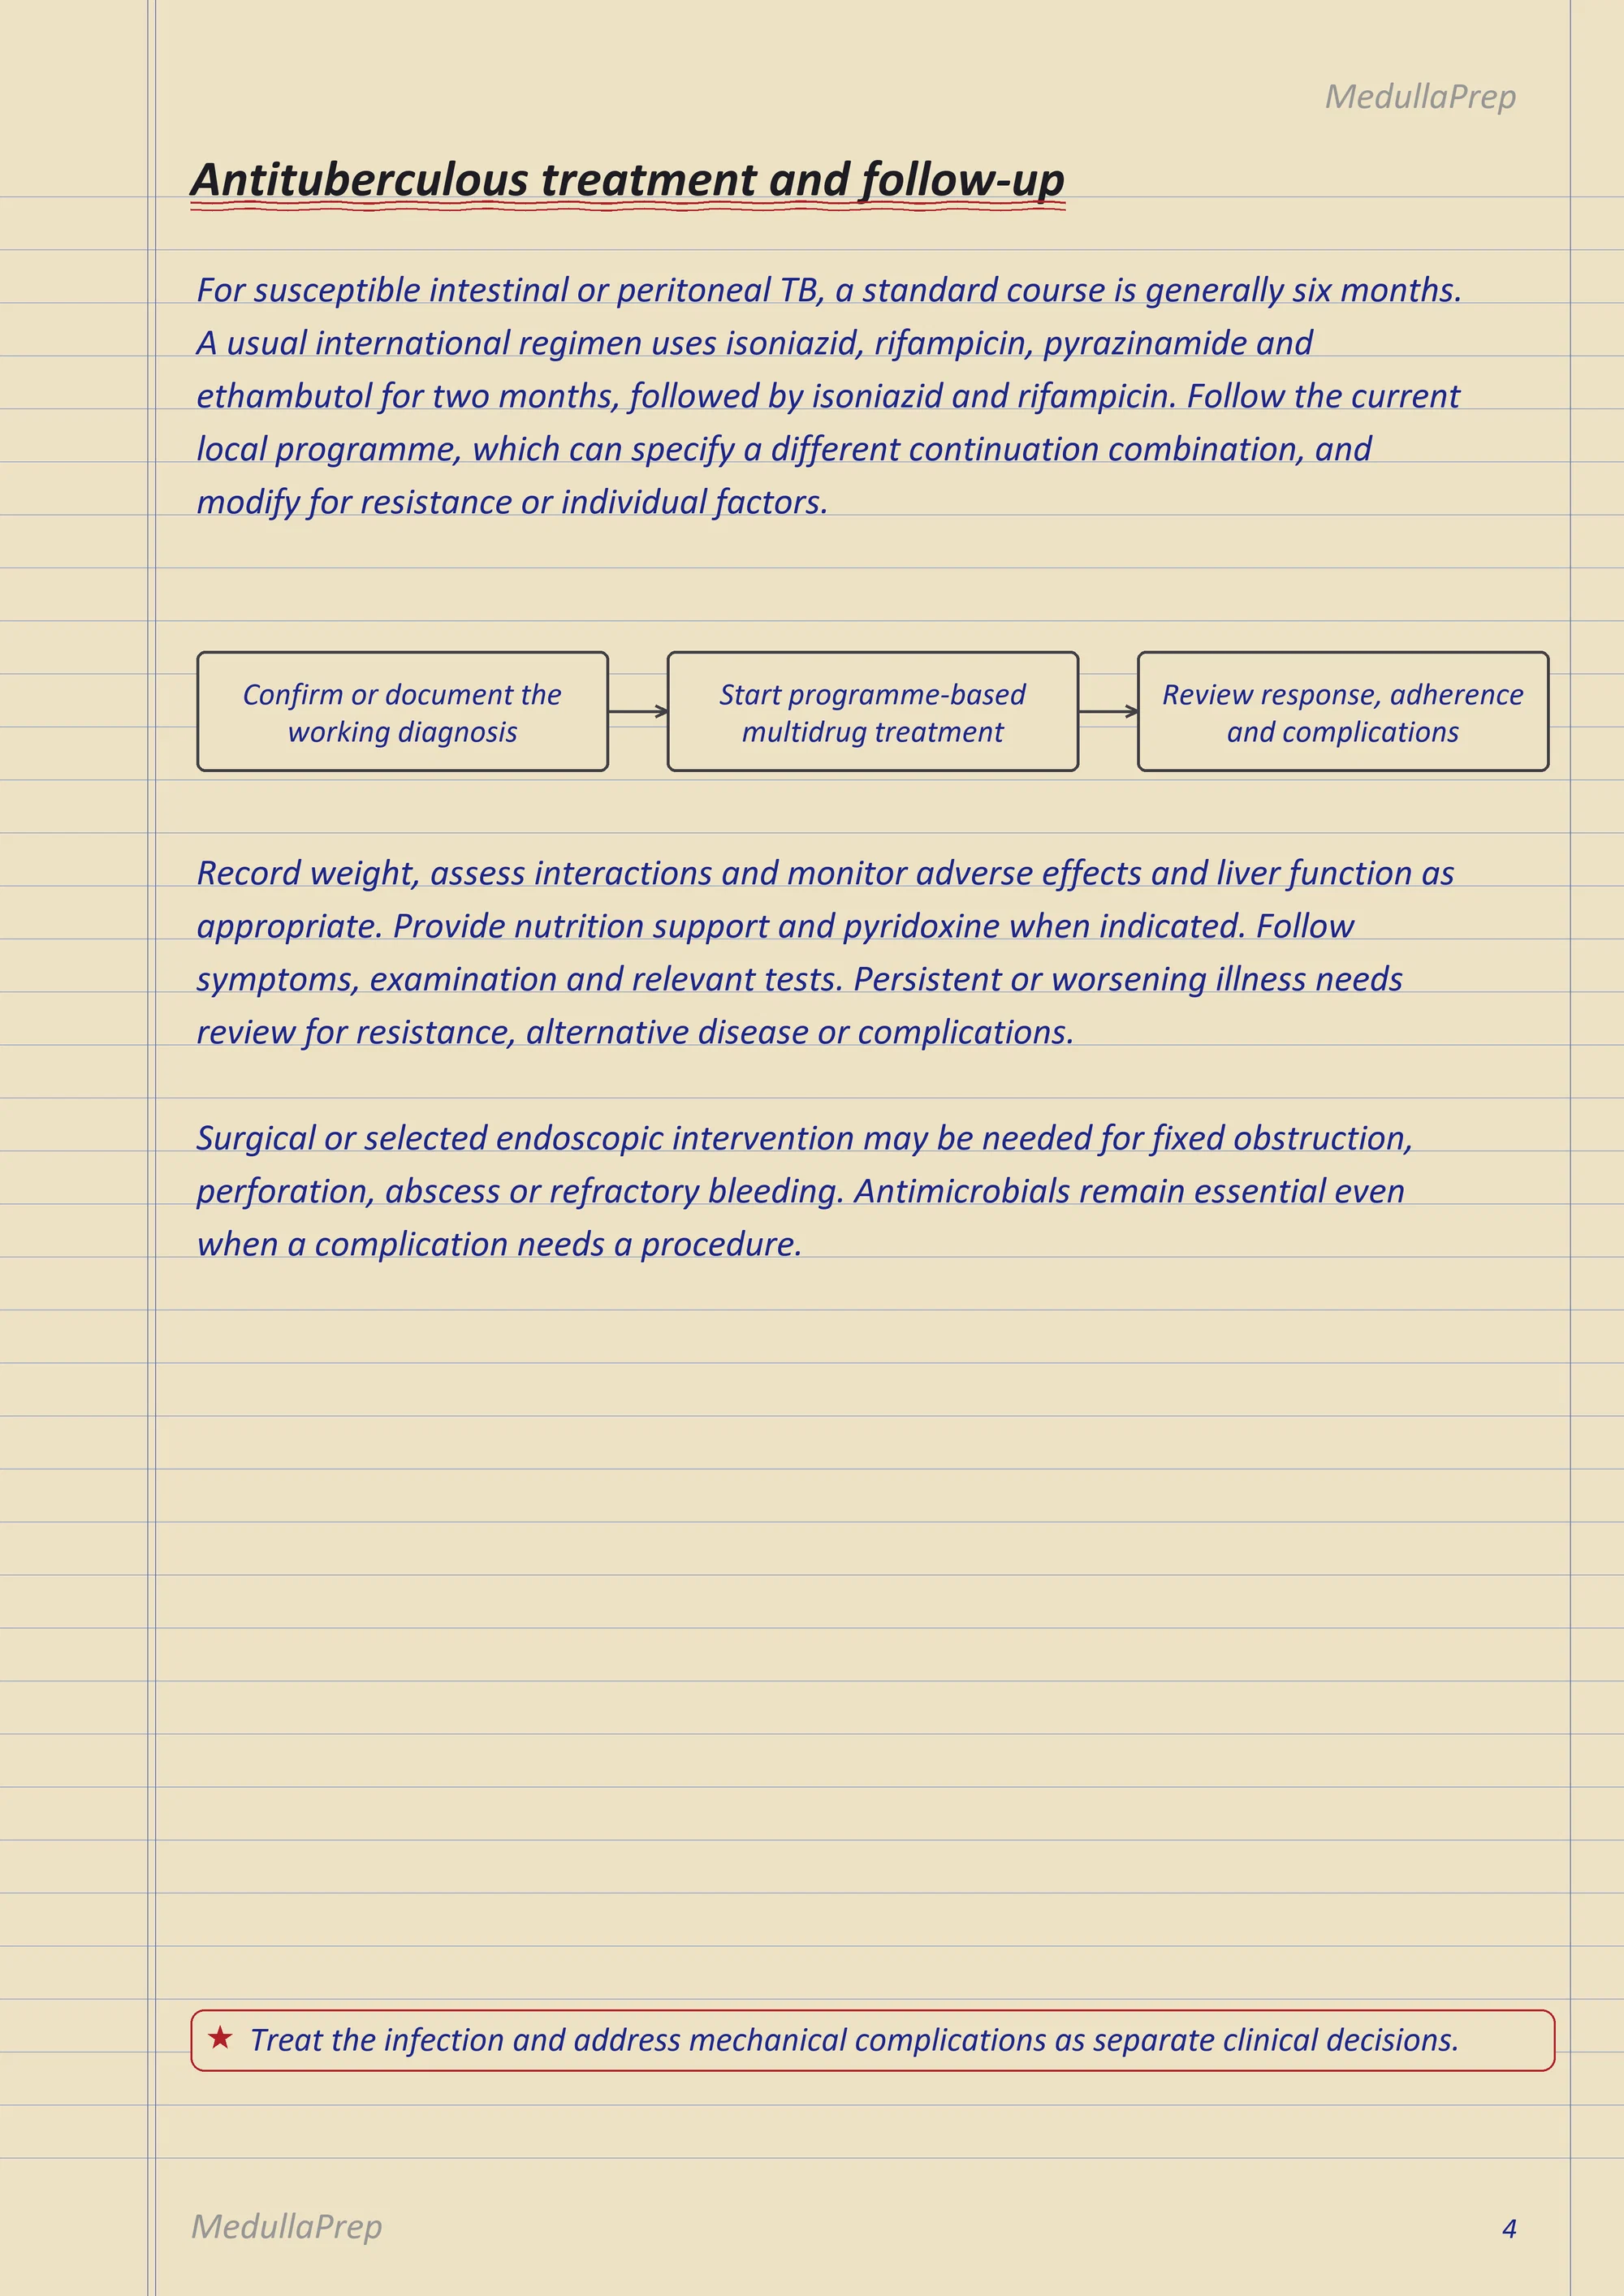 MedullaPrep
Antituberculous treatment and follow-up
For susceptible intestinal or peritoneal TB, a standard course is generally six months.
A usual international regimen uses isoniazid, rifampicin, pyrazinamide and
ethambutol for two months, followed by isoniazid and rifampicin. Follow the current
local programme, which can specify a different continuation combination, and
modify for resistance or individual factors.
Confirm or document the
working diagnosis
Start programme-based
multidrug treatment
Review response, adherence
and complications
Record weight, assess interactions and monitor adverse effects and liver function as
appropriate. Provide nutrition support and pyridoxine when indicated. Follow
symptoms, examination and relevant tests. Persistent or worsening illness needs
review for resistance, alternative disease or complications.
Surgical or selected endoscopic intervention may be needed for fixed obstruction,
perforation, abscess or refractory bleeding. Antimicrobials remain essential even
when a complication needs a procedure.
★ Treat the infection and address mechanical complications as separate clinical decisions.
MedullaPrep
4